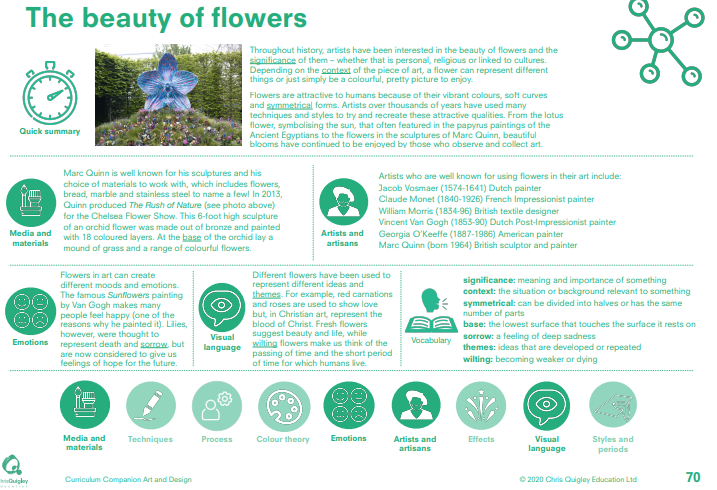 The beauty of flowers
Quick summary
Throughout history, artists have been interested in the beauty of flowers and the
significance of them – whether that is personal, religious or linked to cultures.
Depending on the context of the piece of art, a flower can represent different
things or just simply be a colourful, pretty picture to enjoy.
Flowers are attractive to humans because of their vibrant colours, soft curves
and symmetrical forms. Artists over thousands of years have used many
techniques and styles to try and recreate these attractive qualities. From the lotus
flower, symbolising the sun, that often featured in the papyrus paintings of the
Ancient Egyptians to the flowers in the sculptures of Marc Quinn, beautiful
blooms have continued to be enjoyed by those who observe and collect art.
Media and
materials
Marc Quinn is well known for his sculptures and his
choice of materials to work with, which includes flowers,
bread, marble and stainless steel to name a few! In 2013,
Quinn produced The Rush of Nature (see photo above)
for the Chelsea Flower Show. This 6-foot high sculpture
of an orchid flower was made out of bronze and painted
with 18 coloured layers. At the base of the orchid lay a
mound of grass and a range of colourful flowers.
Artists and
artisans
Artists who are well known for using flowers in their art include:
Jacob Vosmaer (1574-1641) Dutch painter
Claude Monet (1840-1926) French Impressionist painter
William Morris (1834-96) British textile designer
Vincent Van Gogh (1853-90) Dutch Post-Impressionist painter
Georgia O'Keeffe (1887-1986) American painter
Marc Quinn (born 1964) British sculptor and painter
Emotions
Flowers in art can create
different moods and emotions.
The famous Sunflowers painting
by Van Gogh makes many
people feel happy (one of the
reasons why he painted it). Lilies,
however, were thought to
represent death and sorrow, but
are now considered to give us
feelings of hope for the future.
Visual
language
Different flowers have been used to
represent different ideas and
themes. For example, red carnations
and roses are used to show love
but, in Christian art, represent the
blood of Christ. Fresh flowers
suggest beauty and life, while
wilting flowers make us think of the
passing of time and the short period
of time for which humans live.
Vocabulary
significance: meaning and importance of something
context: the situation or background relevant to something
symmetrical: can be divided into halves or has the same
number of parts
base: the lowest surface that touches the surface it rests on
sorrow: a feeling of deep sadness
themes: ideas that are developed or repeated
wilting: becoming weaker or dying
Media and
materials
Techniques
Process
Colour theory
Emotions
Artists and
artisans
Effects
Visual
language
Styles and
periods
Curriculum Companion Art and Design
© 2020 Chris Quigley Education Ltd
70